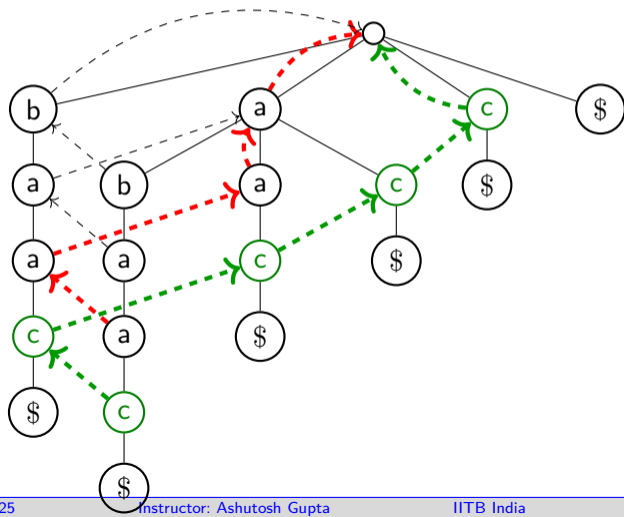 b a c $
a b a c $
a a c $
c a $
$ c
$
25 Instructor: Ashutosh Gupta IITB India